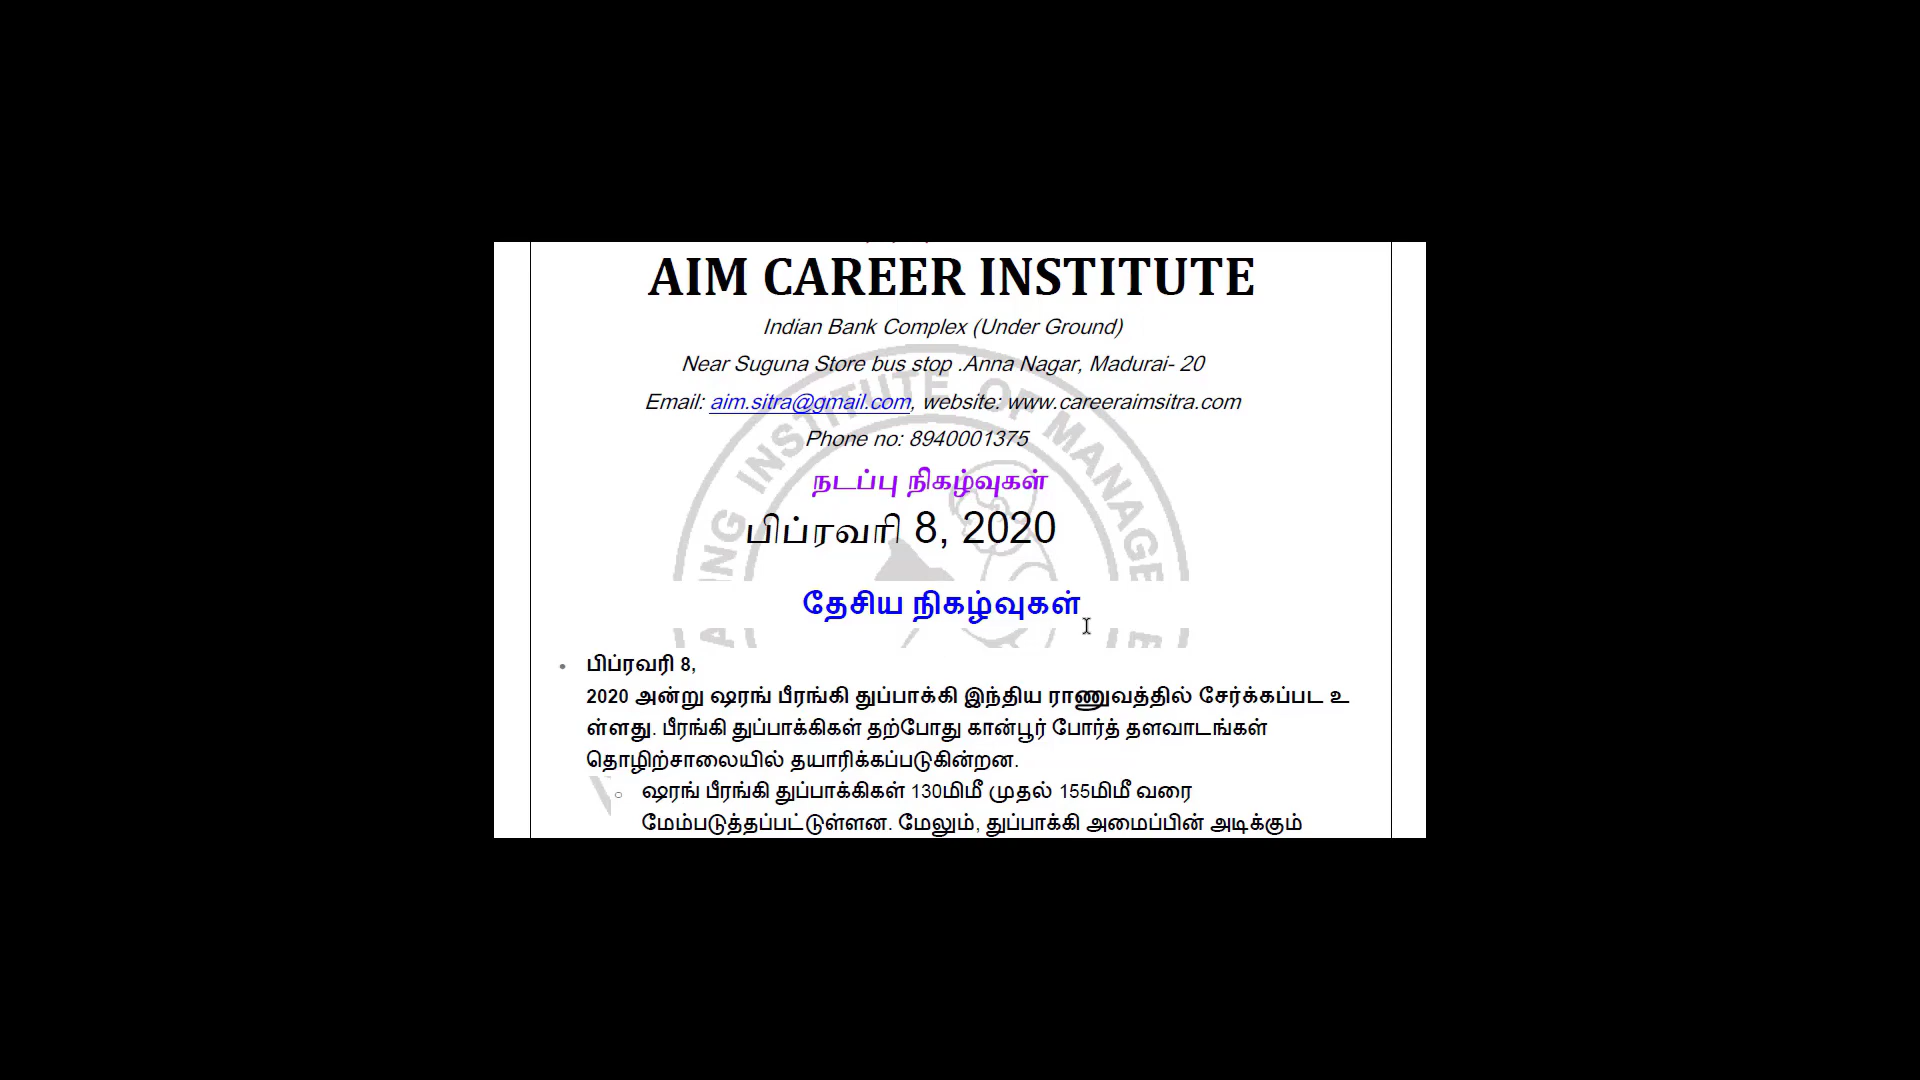 AIM CAREER INSTITUTE
Indian Bank Complex (Under Ground)
Near Suguna Store bus stop .Anna Nagar, Madurai- 20
Email: aim.sitra@gmail.com, website: www.careeraimsitra.com
Phone no: 8940001375
நடப்பு நிகழ்வுகள்
பிப்ரவரி 8, 2020
தேசிய நிகழ்வுகள்
• பிப்ரவரி 8,
2020 அன்று ஷரங் பீரங்கி துப்பாக்கி இந்திய ராணுவத்தில் சேர்க்கப்பட உ
ள்ளது. பீரங்கி துப்பாக்கிகள் தற்போது கான்பூர் போர்த் தளவாடங்கள்
தொழிற்சாலையில் தயாரிக்கப்படுகின்றன.
○ ஷரங் பீரங்கி துப்பாக்கிகள் 130மிமீ முதல் 155மிமீ வரை
மேம்படுத்தப்பட்டுள்ளன. மேலும், துப்பாக்கி அமைப்பின் அடிக்கும்
INSTITUTE OF MANAGE